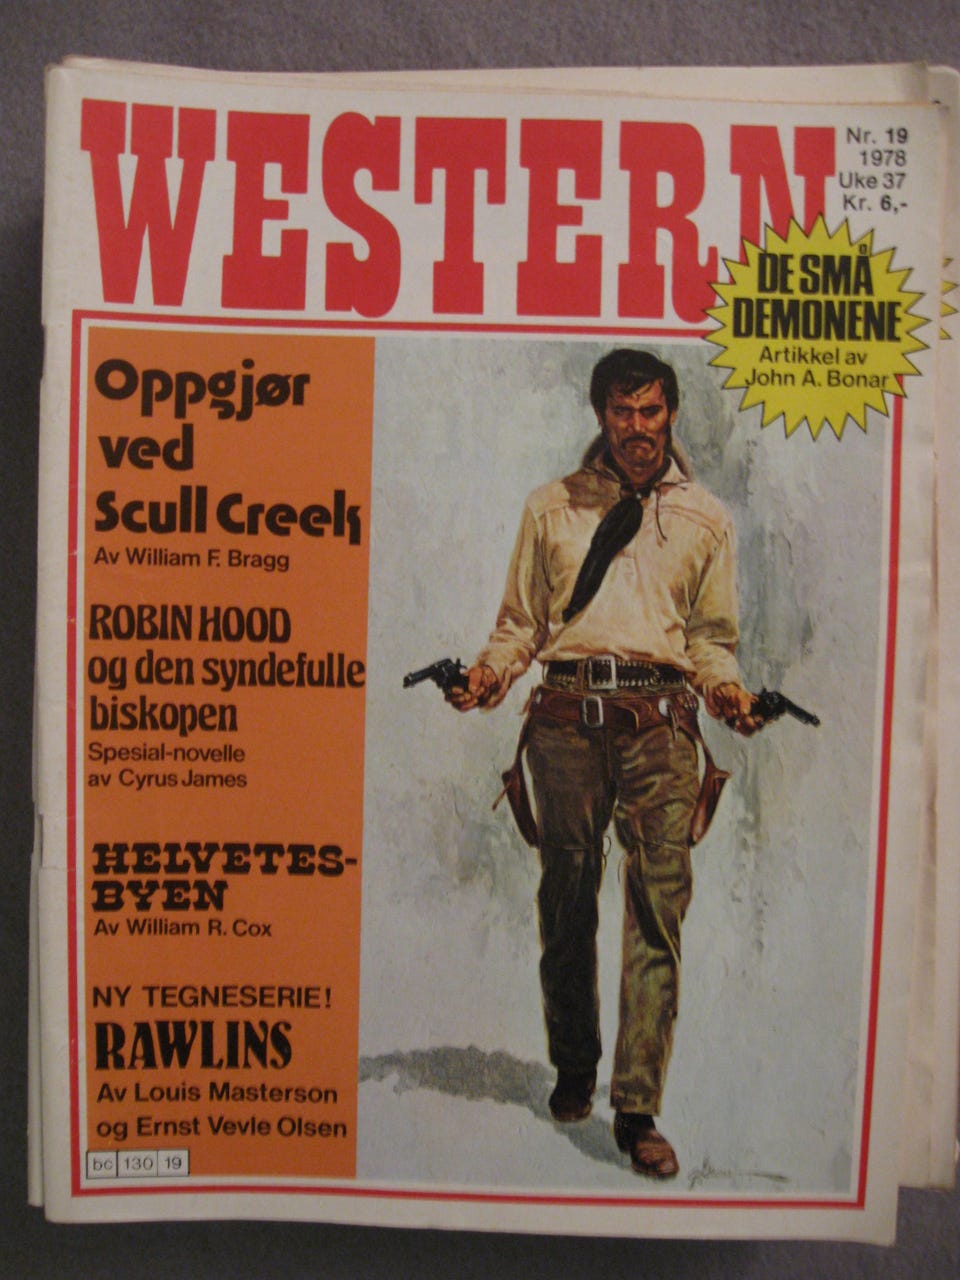 WESTERN
Nr. 19
1978
Uke 37
Kr. 6,-
DE SMÅ
DEMONENE
Artikkel av
John A. Bonar
Oppgjør
ved
Scull Creek
Av William F. Bragg
ROBIN HOOD
og den syndefulle
biskopen
Spesial-novelle
av Cyrus James
HELVETES-
BYEN
Av William R. Cox
NY TEGNESERIE!
RAWLINS
Av Louis Masterson
og Ernst Vevle Olsen
bc 130 19